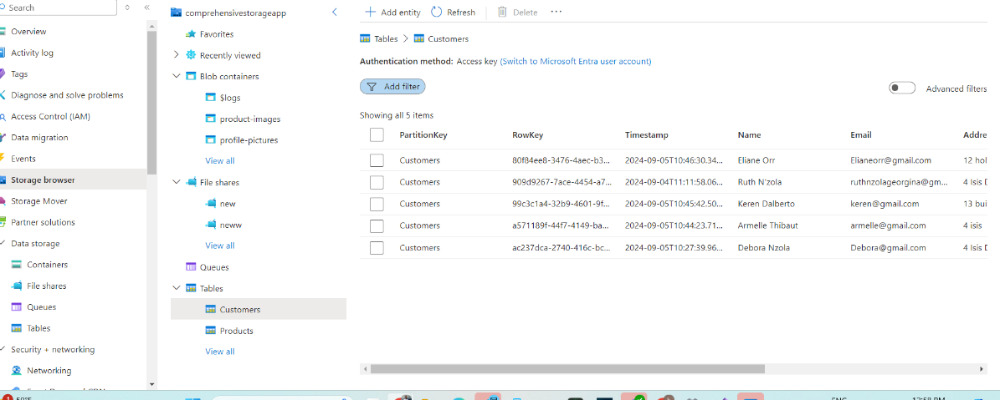 Search
Overview
Activity log
Tags
Diagnose and solve problems
Access Control (IAM)
Data migration
Events
Storage browser
Storage Mover
Partner solutions
Data storage
Containers
File shares
Queues
Tables
Security + networking
Networking
comprehensivestorageapp
Favorites
Recently viewed
Blob containers
$logs
product-images
profile-pictures
View all
File shares
new
neww
View all
Queues
Tables
Customers
Products
View all
Add entity Refresh Delete ...
Tables > Customers
Authentication method: Access key (Switch to Microsoft Entra user account)
Add filter Advanced filters
Showing all 5 items
PartitionKey RowKey Timestamp Name Email Addre
Customers 80f84ee8-3476-4aec-b3... 2024-09-05T10:46:30.34... Eliane Orr Elianeorr@gmail.com 12 hol
Customers 909d9267-7ace-4454-a7... 2024-09-04T11:11:58.06... Ruth N'zola ruthnzolageorgina@gm... 4 Isis D
Customers 99c3c1a4-32b9-4601-9f... 2024-09-05T10:45:42.50... Keren Dalberto keren@gmail.com 13 bui
Customers a571189f-44f7-4149-ba... 2024-09-05T10:44:23.71... Armelle Thibaut armelle@gmail.com 4 isis
Customers ac237dca-2740-416c-bc... 2024-09-05T10:27:39.96... Debora Nzola Debora@gmail.com 4 Isis D
1 59°F ENG 12:58 PM